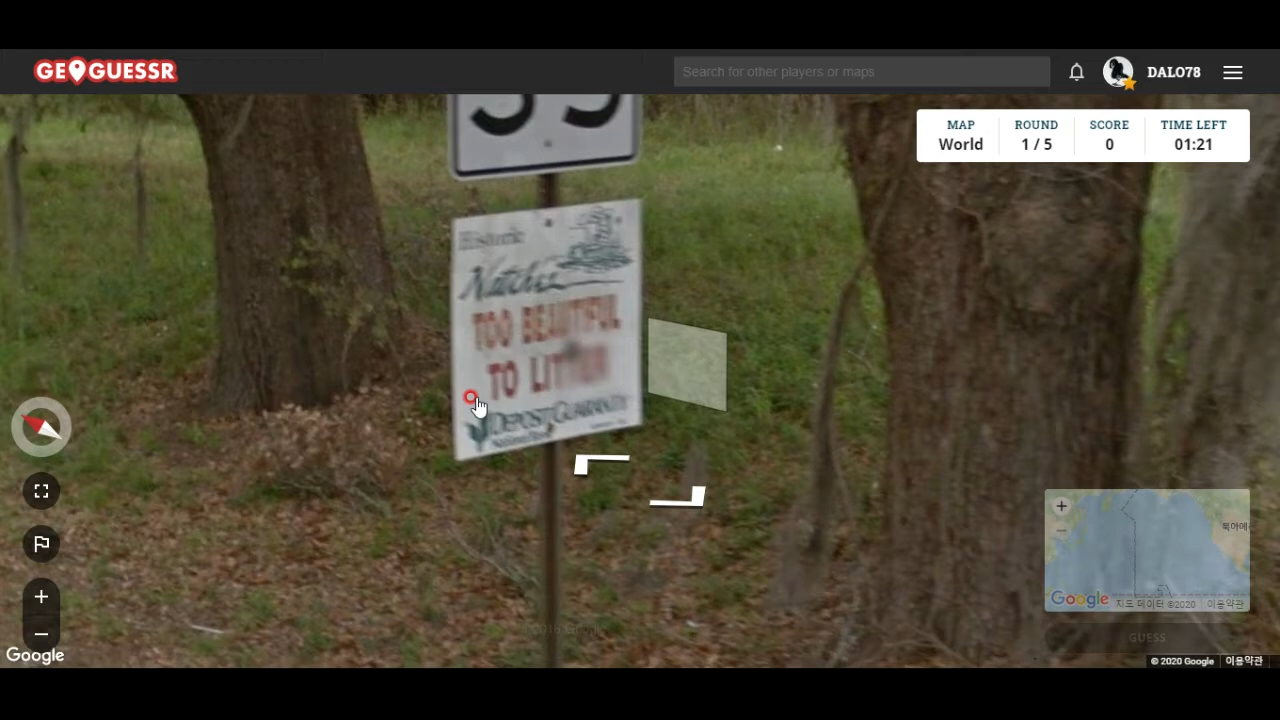 GEOGUESSR
Search for other players or maps
DALO78
MAP
World
ROUND
1 / 5
SCORE
0
TIME LEFT
01:21
Historic
Natchez
TOO BEAUTIFUL
TO LIT
DEPOSIT GUARANTY
Google
지도 데이터 ©2020
이용약관
GUESS
Google
© 2020 Google
이용약관